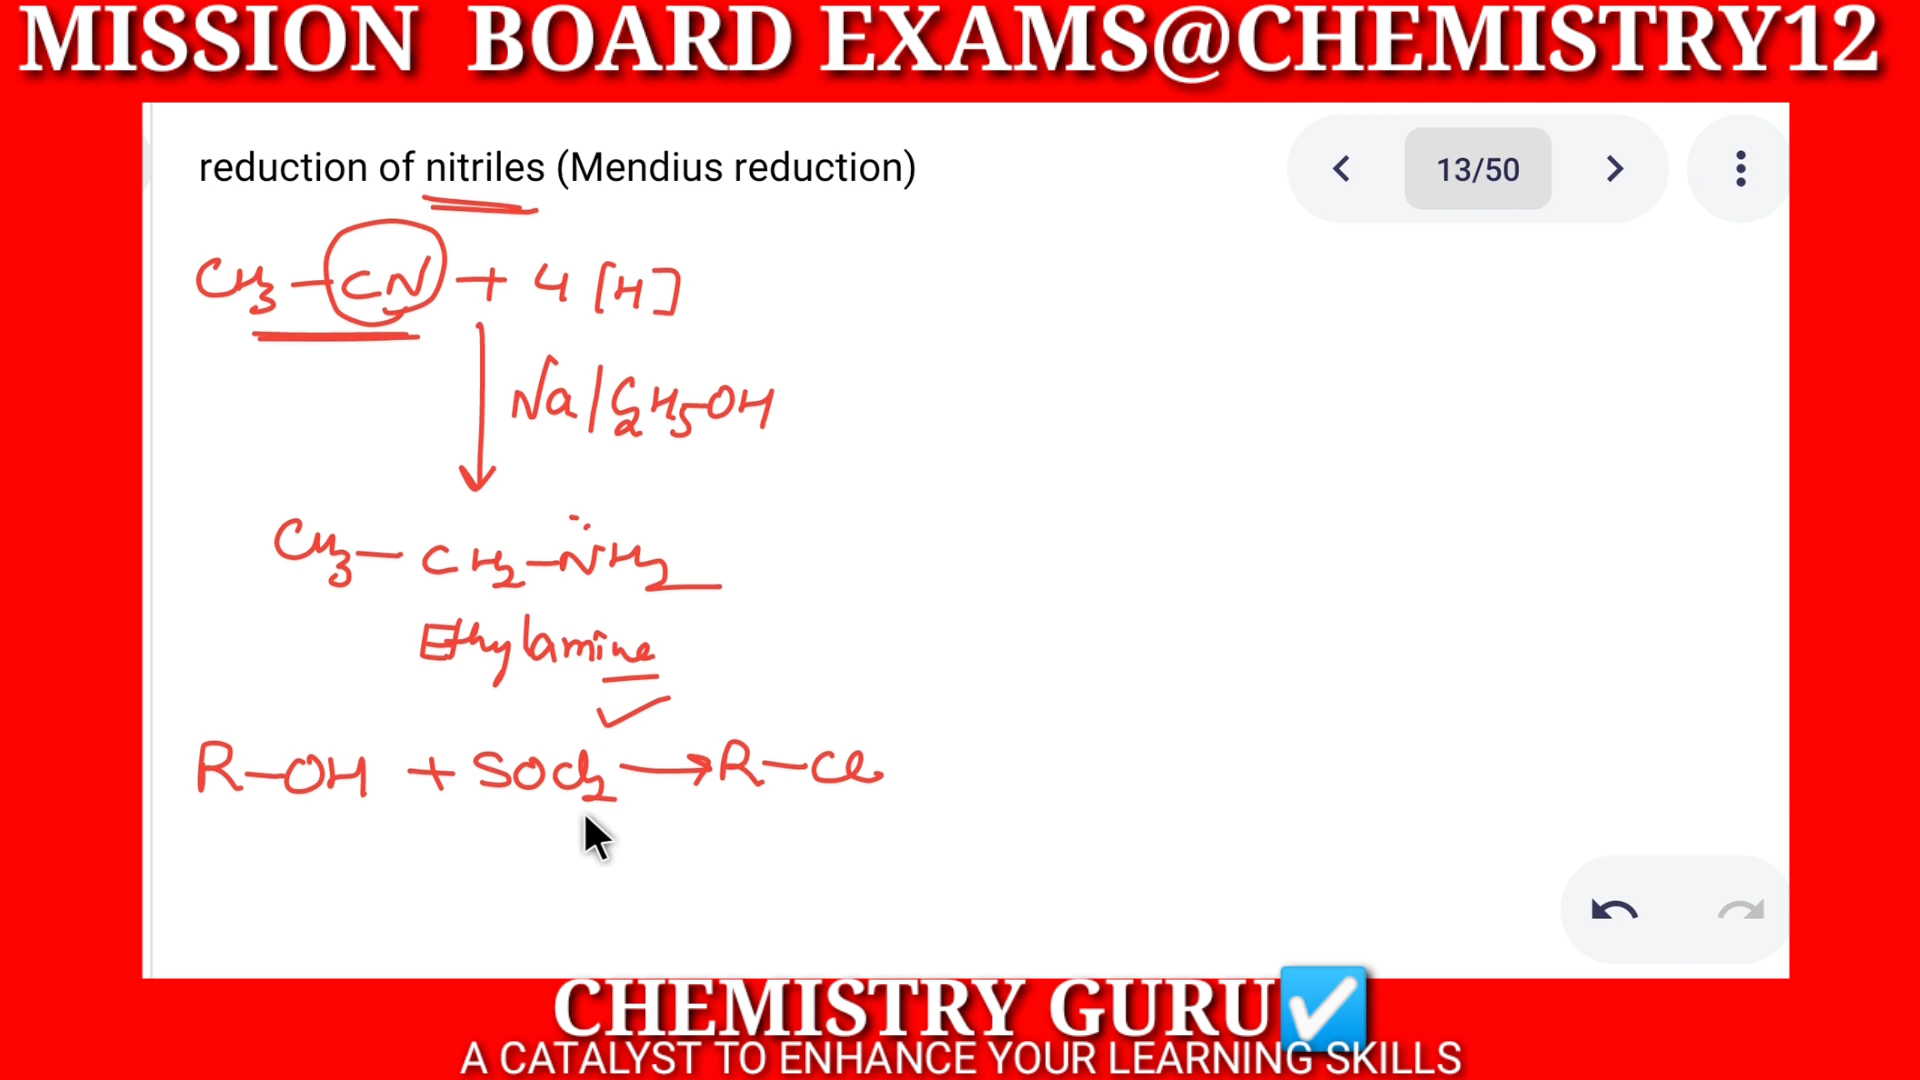 MISSION BOARD EXAMS@CHEMISTRY12
reduction of nitriles (Mendius reduction)
13/50
CH3-CN + 4 [H]
Na/C2H5OH
CH3-CH2-NH2
Ethylamine
R-OH + SOCl2 → R-Cl
CHEMISTRY GURU
A CATALYST TO ENHANCE YOUR LEARNING SKILLS